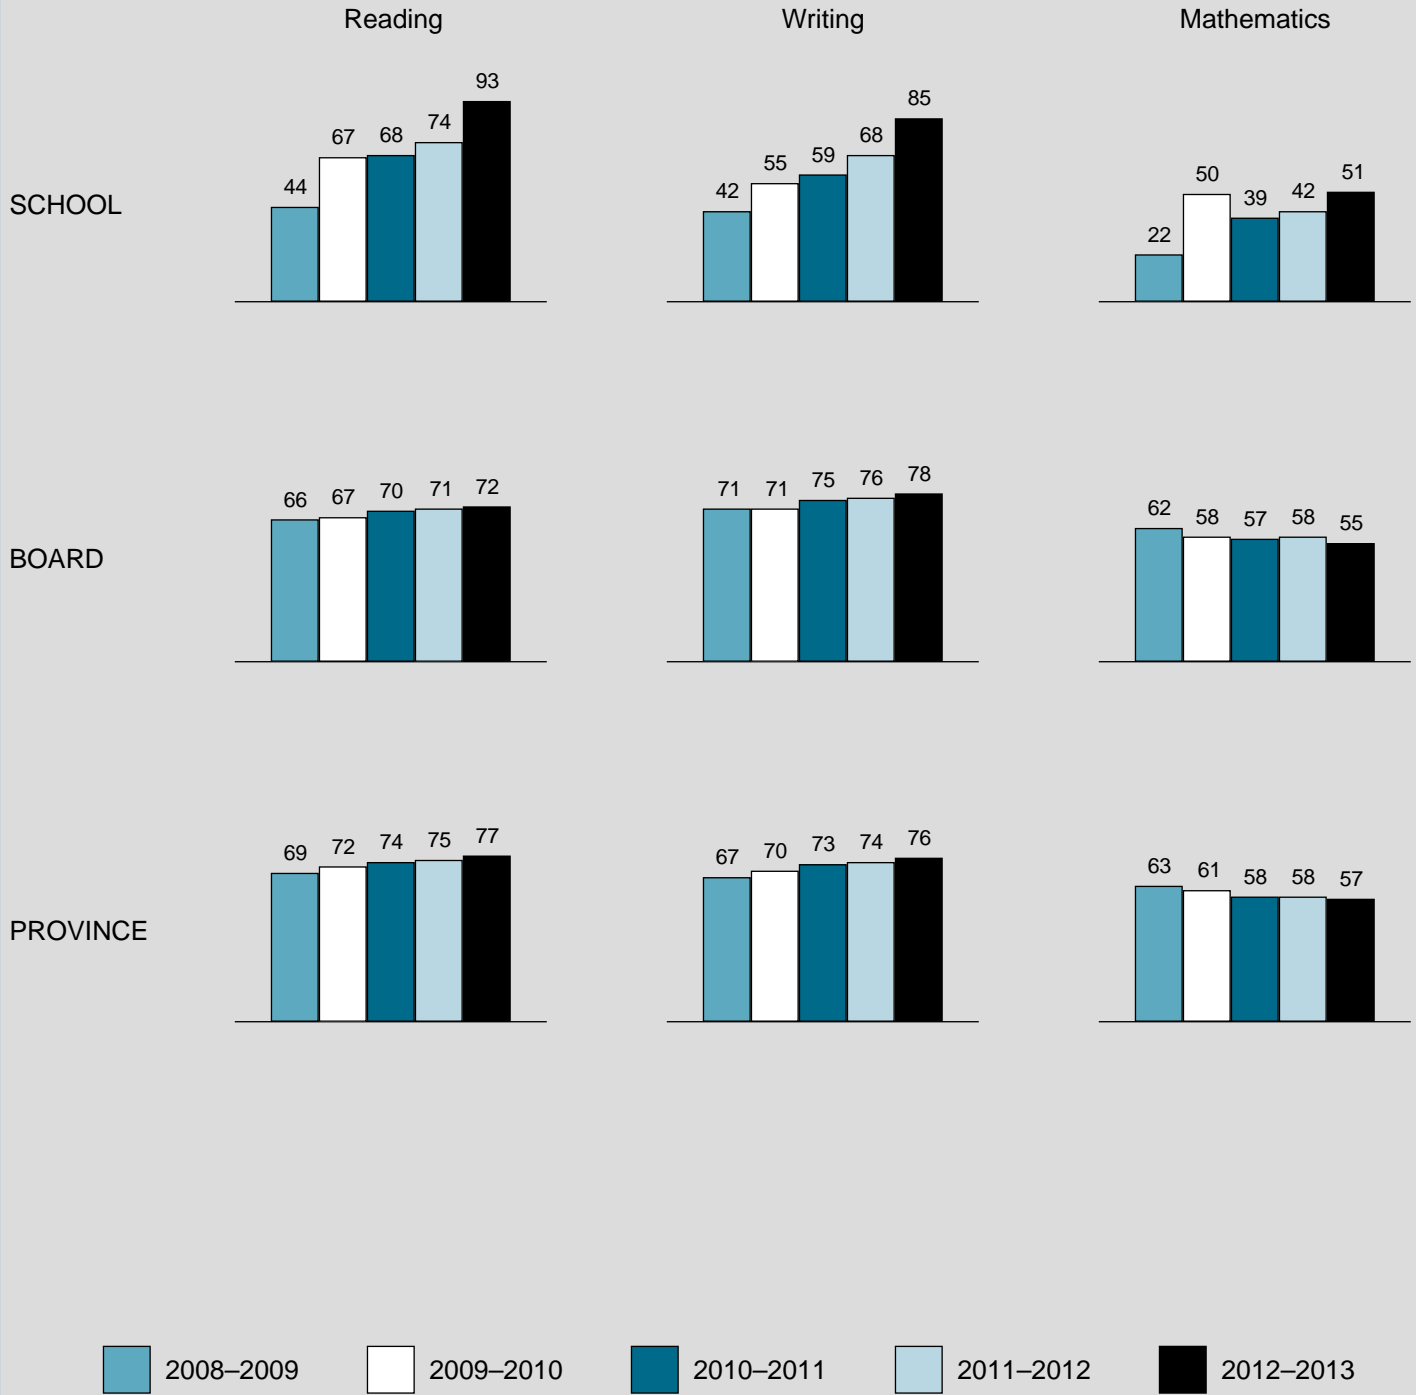 Reading Writing Mathematics
SCHOOL
44 67 68 74 93
42 55 59 68 85
22 50 39 42 51
BOARD
66 67 70 71 72
71 71 75 76 78
62 58 57 58 55
PROVINCE
69 72 74 75 77
67 70 73 74 76
63 61 58 58 57
2008–2009 2009–2010 2010–2011 2011–2012 2012–2013